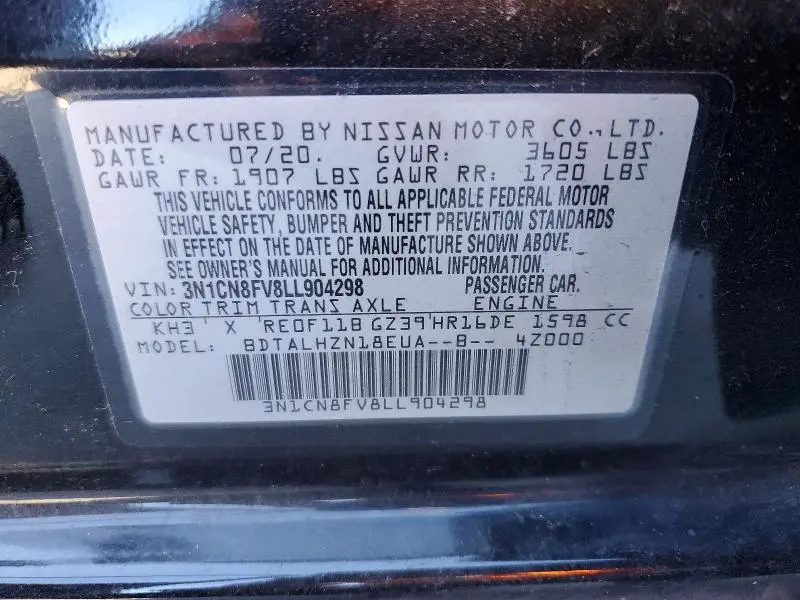 MANUFACTURED BY NISSAN MOTOR CO., LTD.
DATE: 07/20. GVWR: 3605 LBS
GAWR FR: 1907 LBS GAWR RR: 1720 LBS
THIS VEHICLE CONFORMS TO ALL APPLICABLE FEDERAL MOTOR
VEHICLE SAFETY, BUMPER AND THEFT PREVENTION STANDARDS
IN EFFECT ON THE DATE OF MANUFACTURE SHOWN ABOVE.
SEE OWNER'S MANUAL FOR ADDITIONAL INFORMATION.
VIN: 3N1CN8FV8LL904298 PASSENGER CAR.
COLOR TRIM TRANS AXLE ENGINE
KH3 X RE0F11B GZ39 HR16DE 1598 CC
MODEL: BDTALHZN18EUA--B-- 4Z000
3N1CN8FV8LL904298